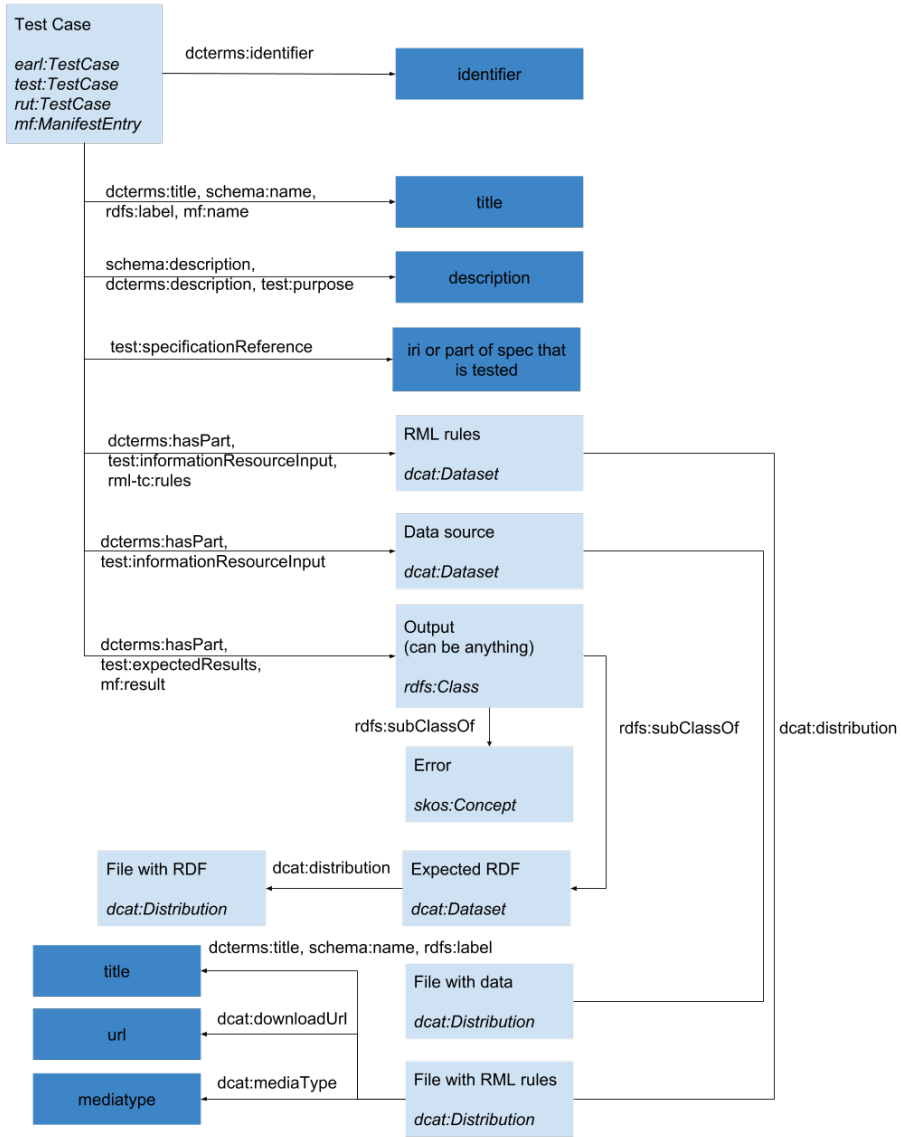 Test Case
earl:TestCase
test:TestCase
rut:TestCase
mf:ManifestEntry
dcterms:identifier
identifier
dcterms:title, schema:name,
rdfs:label, mf:name
title
schema:description,
dcterms:description, test:purpose
description
test:specificationReference
iri or part of spec that
is tested
dcterms:hasPart,
test:informationResourceInput,
rml-tc:rules
RML rules
dcat:Dataset
dcterms:hasPart,
test:informationResourceInput
Data source
dcat:Dataset
dcterms:hasPart,
test:expectedResults,
mf:result
Output
(can be anything)
rdfs:Class
rdfs:subClassOf
rdfs:subClassOf
dcat:distribution
Error
skos:Concept
File with RDF
dcat:Distribution
dcat:distribution
Expected RDF
dcat:Dataset
dcterms:title, schema:name, rdfs:label
title
File with data
dcat:Distribution
dcat:downloadUrl
url
dcat:mediaType
mediatype
File with RML rules
dcat:Distribution